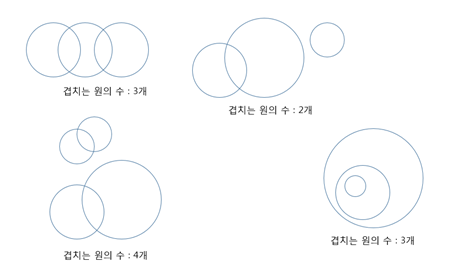 겹치는 원의 수 : 3개
겹치는 원의 수 : 2개
겹치는 원의 수 : 4개
겹치는 원의 수 : 3개